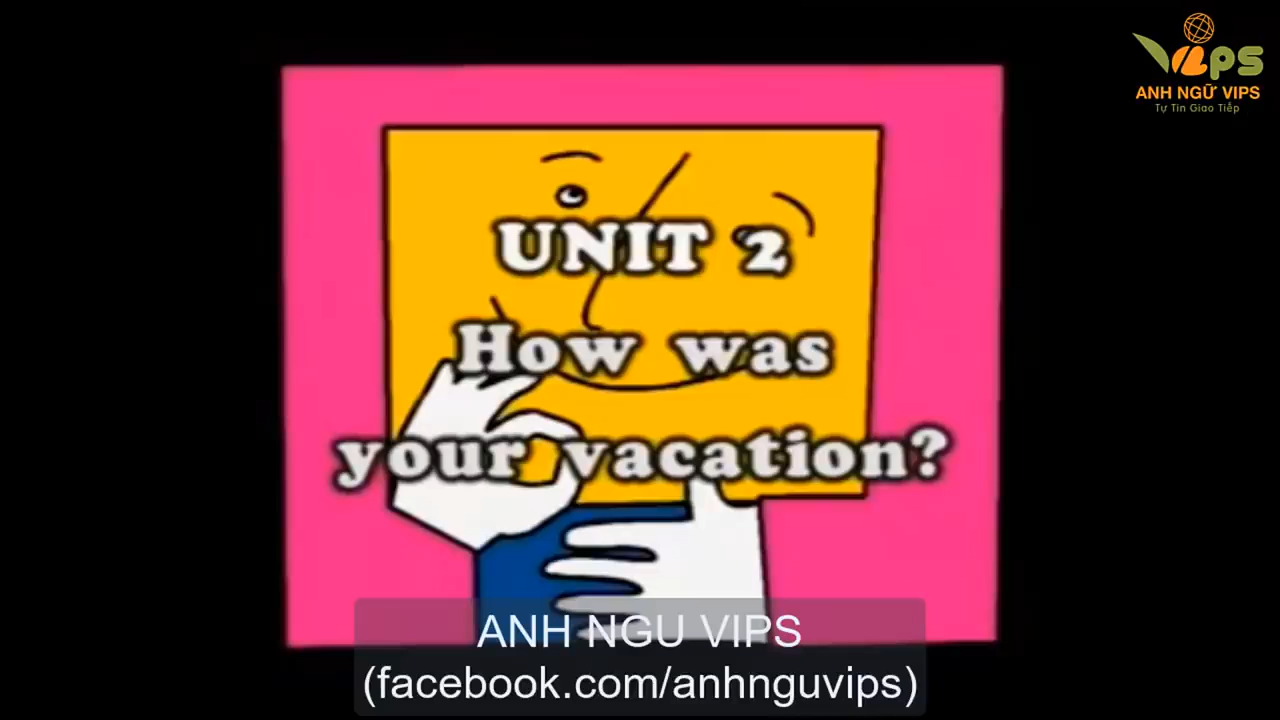 VIPS
ANH NGỮ VIPS
Tự Tin Giao Tiếp
UNIT 2
How was
your vacation?
ANH NGU VIPS
(facebook.com/anhnguvips)